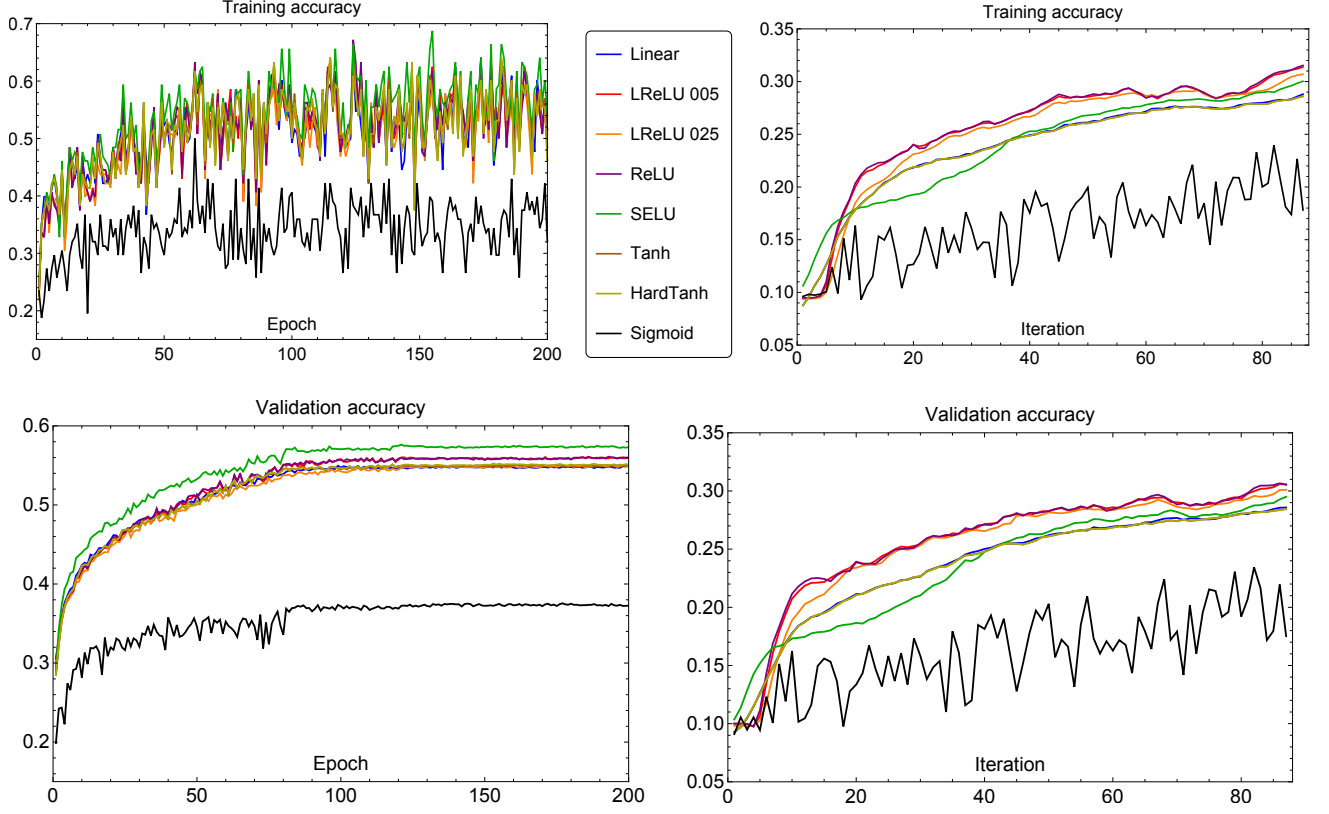 Training accuracy
0.7
0.6
0.5
0.4
0.3
0.2
Epoch
0 50 100 150 200
Linear
LReLU 005
LReLU 025
ReLU
SELU
Tanh
HardTanh
Sigmoid
Training accuracy
0.35
0.30
0.25
0.20
0.15
0.10
0.05
Iteration
0 20 40 60 80
Validation accuracy
0.6
0.5
0.4
0.3
0.2
Epoch
0 50 100 150 200
Validation accuracy
0.35
0.30
0.25
0.20
0.15
0.10
0.05
Iteration
0 20 40 60 80